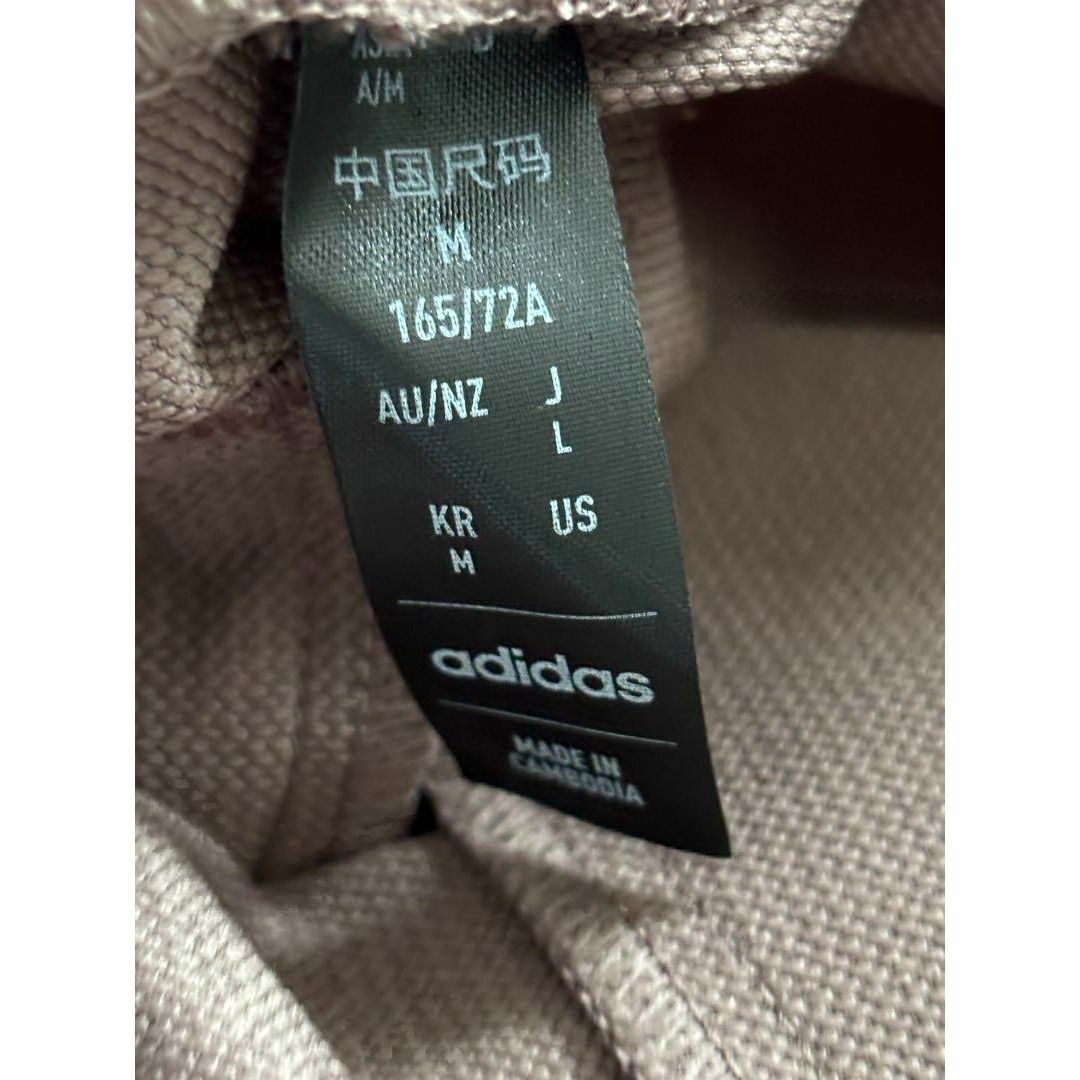 A/M
中国尺码
M
165/72A
AU/NZ J
L
KR US
M
adidas
MADE IN
CAMBODIA